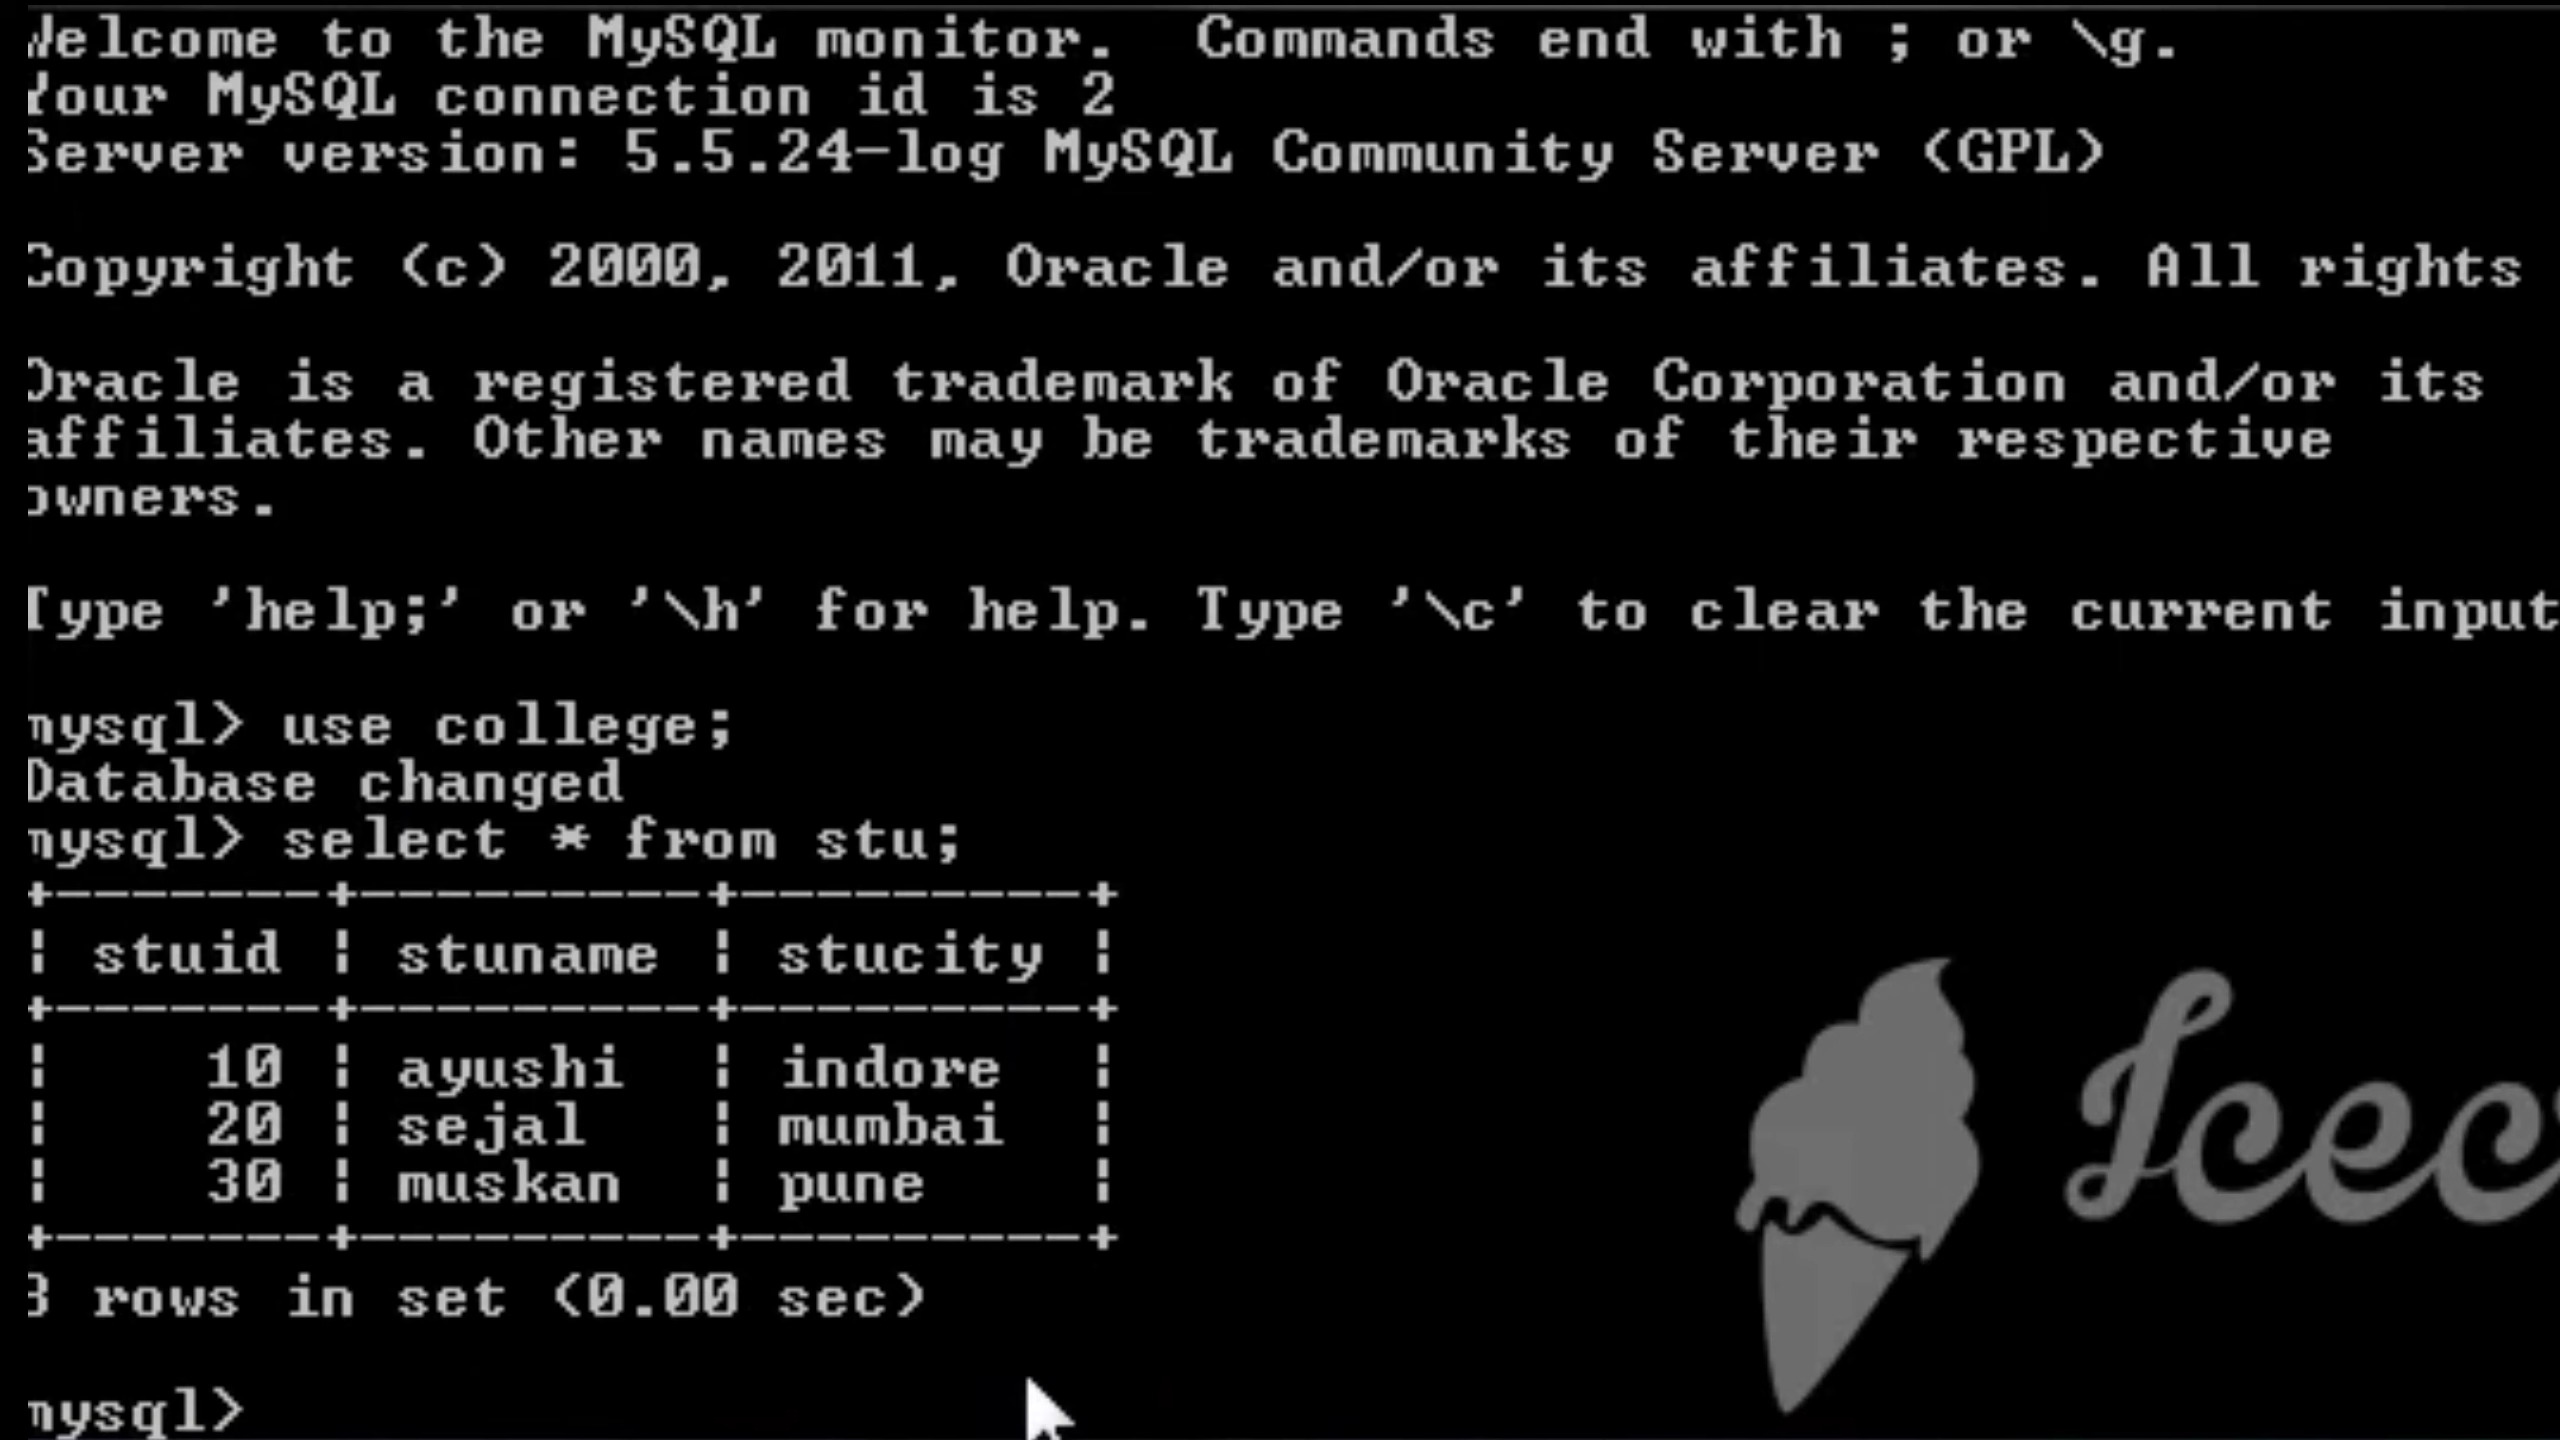 Welcome to the MySQL monitor.  Commands end with ; or \g.
Your MySQL connection id is 2
Server version: 5.5.24-log MySQL Community Server (GPL)
Copyright (c) 2000, 2011, Oracle and/or its affiliates. All rights
Oracle is a registered trademark of Oracle Corporation and/or its
affiliates. Other names may be trademarks of their respective
owners.
Type 'help;' or '\h' for help. Type '\c' to clear the current input
mysql> use college;
Database changed
mysql> select * from stu;
+-------+---------+---------+
| stuid | stuname | stucity |
+-------+---------+---------+
|    10 | ayushi  | indore  |
|    20 | sejal   | mumbai  |
|    30 | muskan  | pune    |
+-------+---------+---------+
3 rows in set (0.00 sec)
mysql>